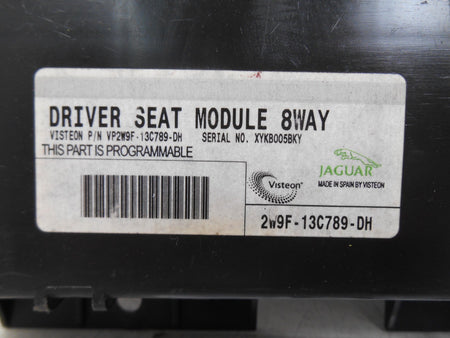 DRIVER SEAT MODULE 8WAY
VISTEON P/N VP2W9F-13C789-DH SERIAL NO. XYKB005BKY
THIS PART IS PROGRAMMABLE
Visteon
JAGUAR
MADE IN SPAIN BY VISTEON
2W9F-13C789-DH